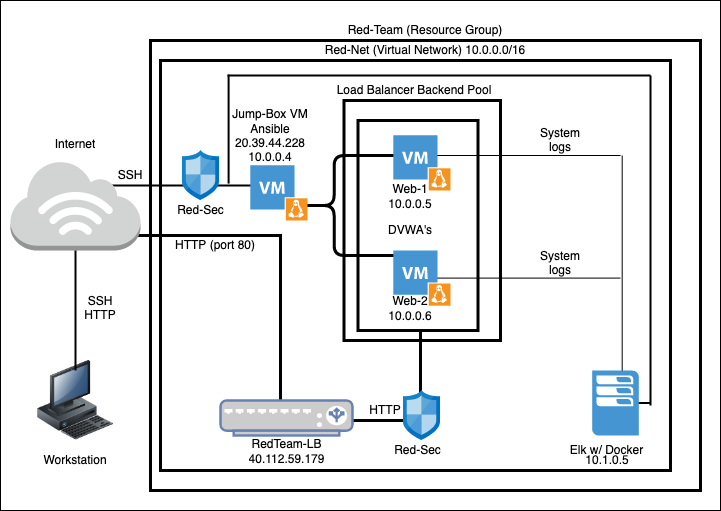 Red-Team (Resource Group)
Red-Net (Virtual Network) 10.0.0.0/16
Load Balancer Backend Pool
Jump-Box VM
Ansible
20.39.44.228
10.0.0.4
Internet
SSH
Red-Sec
VM
VM
Web-1
10.0.0.5
System
logs
HTTP (port 80)
DVWA's
VM
Web-2
10.0.0.6
System
logs
SSH
HTTP
HTTP
RedTeam-LB
40.112.59.179
Red-Sec
Elk w/ Docker
10.1.0.5
Workstation